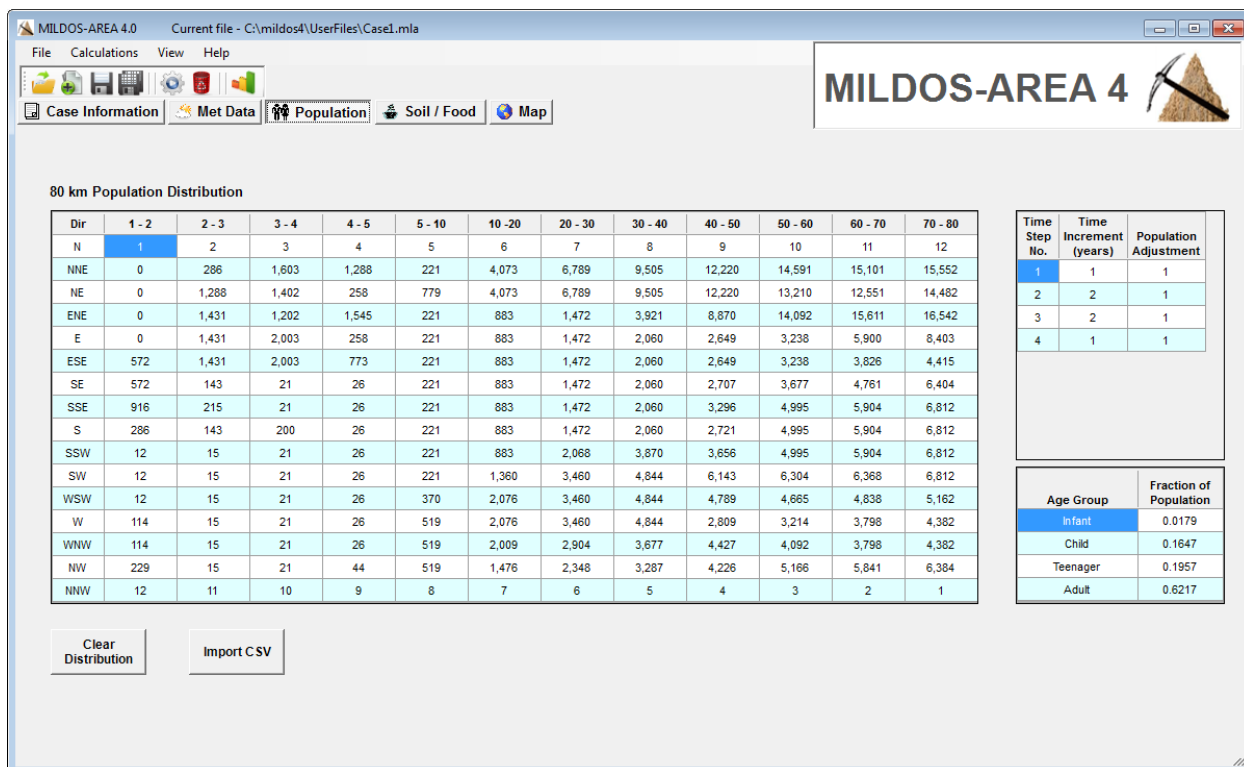 MILDOS-AREA 4.0 Current file - C:\mildos4\UserFiles\Case1.mla
File Calculations View Help
MILDOS-AREA 4
Case Information Met Data Population Soil / Food Map
80 km Population Distribution
Dir 1 - 2 2 - 3 3 - 4 4 - 5 5 - 10 10 -20 20 - 30 30 - 40 40 - 50 50 - 60 60 - 70 70 - 80
N 1 2 3 4 5 6 7 8 9 10 11 12
NNE 0 286 1,603 1,288 221 4,073 6,789 9,505 12,220 14,591 15,101 15,552
NE 0 1,288 1,402 258 779 4,073 6,789 9,505 12,220 13,210 12,551 14,482
ENE 0 1,431 1,202 1,545 221 883 1,472 3,921 8,870 14,092 15,611 16,542
E 0 1,431 2,003 258 221 883 1,472 2,060 2,649 3,238 5,900 8,403
ESE 572 1,431 2,003 773 221 883 1,472 2,060 2,649 3,238 3,826 4,415
SE 572 143 21 26 221 883 1,472 2,060 2,707 3,677 4,761 6,404
SSE 916 215 21 26 221 883 1,472 2,060 3,296 4,995 5,904 6,812
S 286 143 200 26 221 883 1,472 2,060 2,721 4,995 5,904 6,812
SSW 12 15 21 26 221 883 2,068 3,870 3,656 4,995 5,904 6,812
SW 12 15 21 26 221 1,360 3,460 4,844 6,143 6,304 6,368 6,812
WSW 12 15 21 26 370 2,076 3,460 4,844 4,789 4,665 4,838 5,162
W 114 15 21 26 519 2,076 3,460 4,844 2,809 3,214 3,798 4,382
WNW 114 15 21 26 519 2,009 2,904 3,677 4,427 4,092 3,798 4,382
NW 229 15 21 44 519 1,476 2,348 3,287 4,226 5,166 5,841 6,384
NNW 12 11 10 9 8 7 6 5 4 3 2 1
Time Time
Step Increment Population
No. (years) Adjustment
1 1 1
2 2 1
3 2 1
4 1 1
Fraction of
Age Group Population
Infant 0.0179
Child 0.1647
Teenager 0.1957
Adult 0.6217
Clear
Distribution
Import CSV